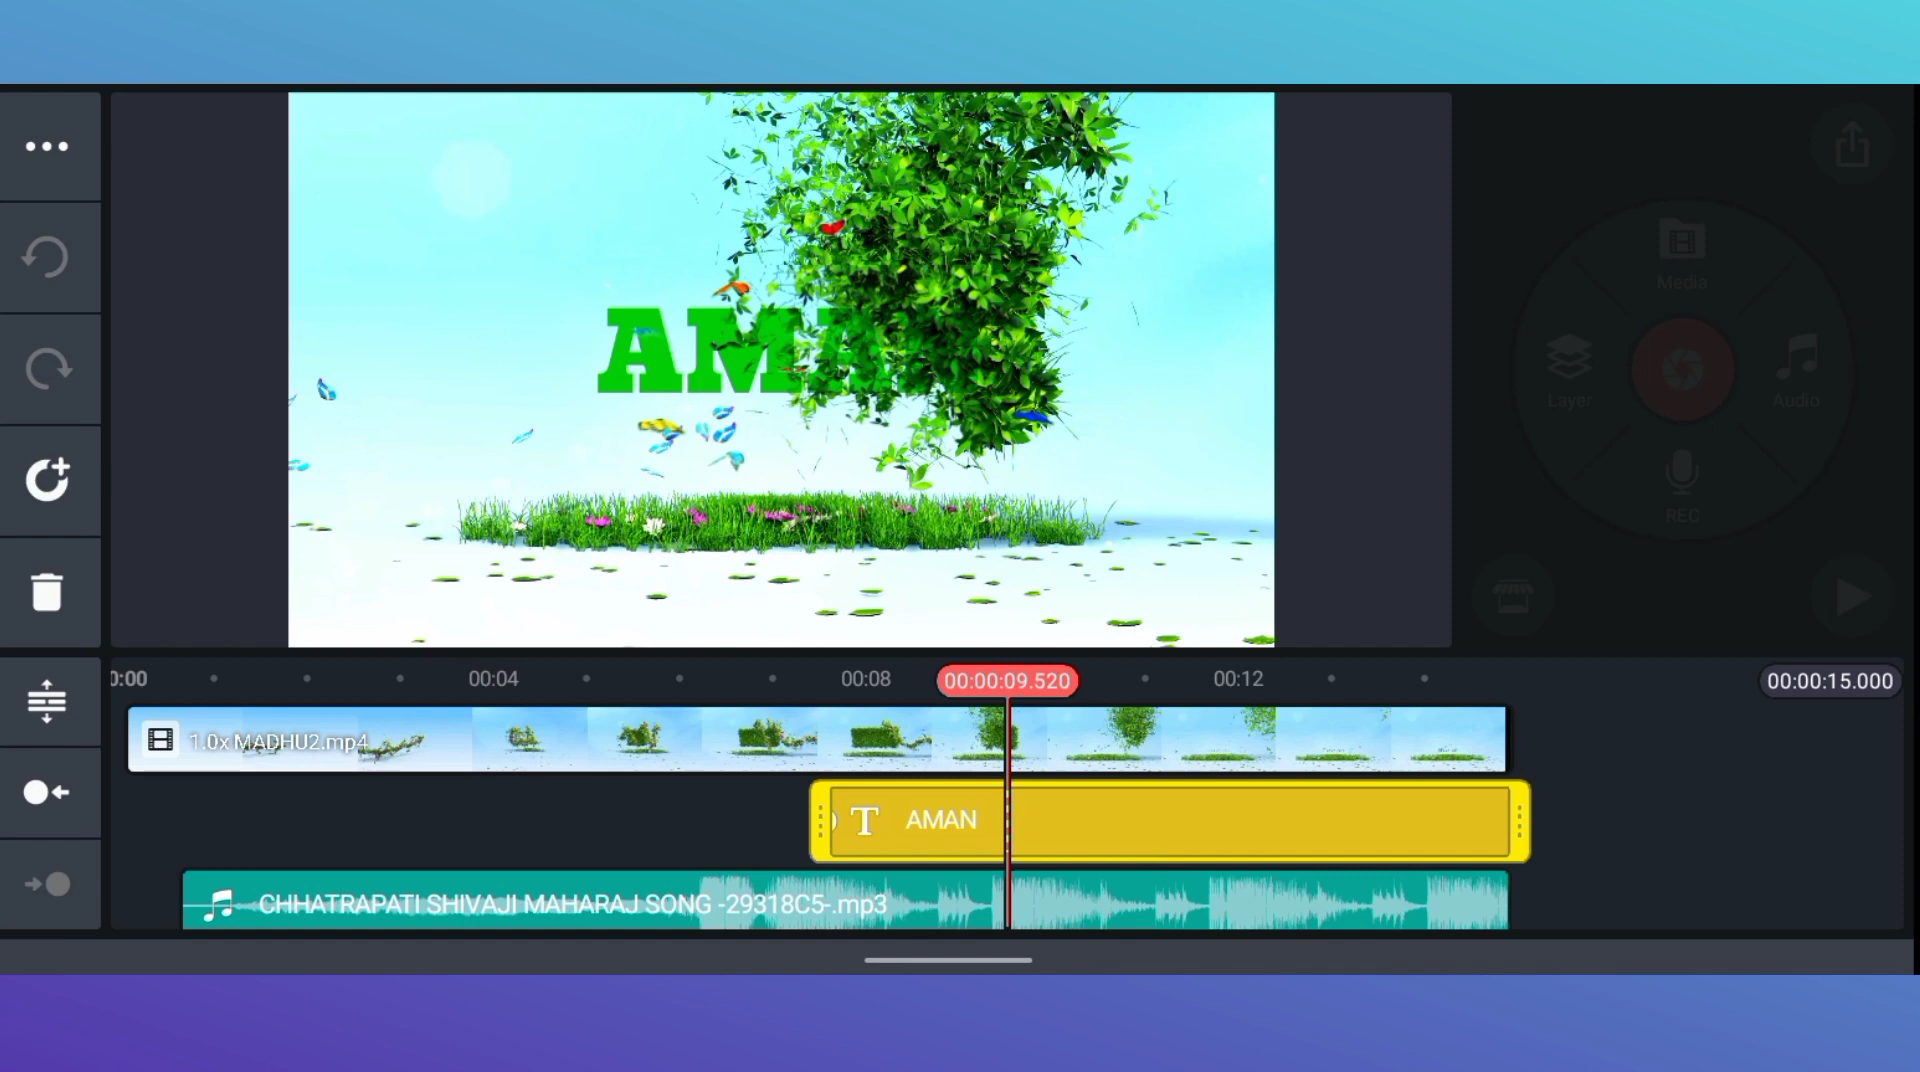 AMA
Media
Layer
Audio
REC
0:00
00:04
00:08
00:00:09.520
00:12
00:00:15.000
1.0x MADHU2.mp4
T AMAN
CHHATRAPATI SHIVAJI MAHARAJ SONG -29318C5-.mp3